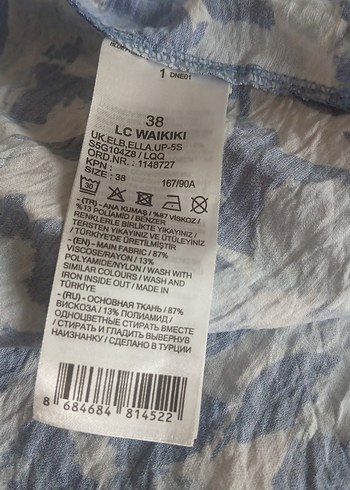 1 DNE01
38
LC WAIKIKI
UK.ELB.ELLA.UP-5S
S5G104Z8 / LQQ
ORD.NR. : 1148727
KPN :
SIZE : 38
167/90A
30
- (TR) - ANA KUMAŞ / %87 VİSKOZ /
%13 POLİAMİD / BENZER
RENKLERLE BİRLİKTE YIKAYINIZ /
TERSTEN YIKAYINIZ VE ÜTÜLEYİNİZ
/ TÜRKİYE'DE ÜRETİLMİŞTİR
- (EN) - MAIN FABRIC / 87%
VISCOSE/RAYON / 13%
POLYAMIDE/NYLON / WASH WITH
SIMILAR COLOURS / WASH AND
IRON INSIDE OUT / MADE IN
TÜRKİYE
- (RU) - ОСНОВНАЯ ТКАНЬ / 87%
ВИСКОЗА / 13% ПОЛИАМИД /
ОДНОЦВЕТНЫЕ СТИРАТЬ ВМЕСТЕ
/ СТИРАТЬ И ГЛАДИТЬ ВЫВЕРНУВ
НАИЗНАНКУ / СДЕЛАНО В ТУРЦИИ
8 684684 814522